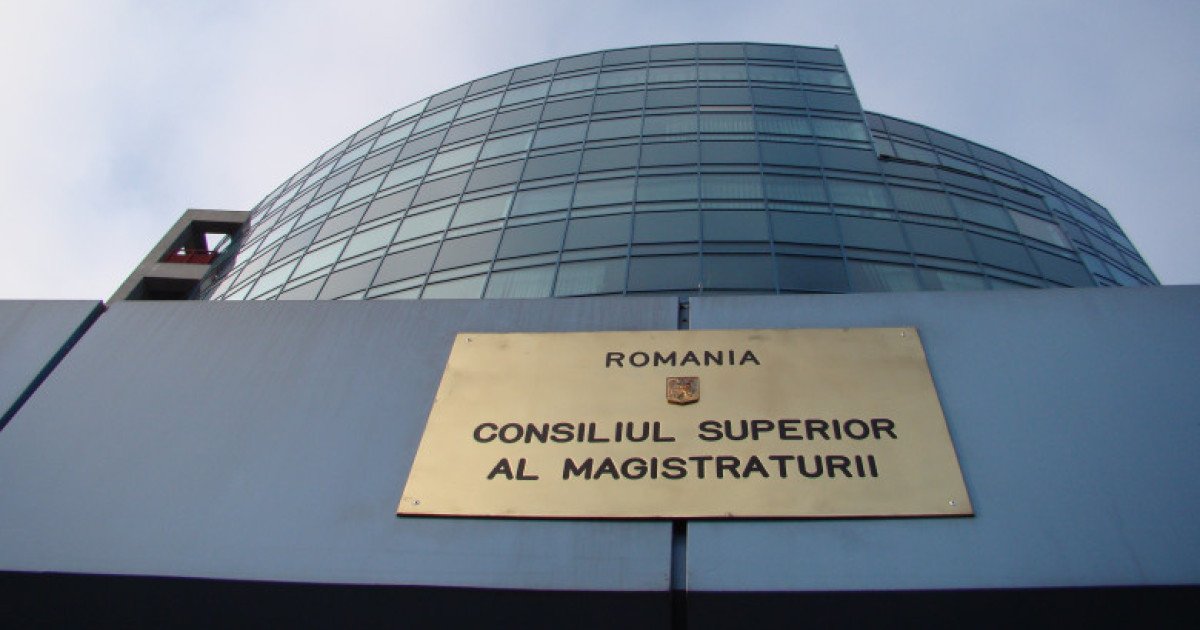 ROMANIA
CONSILIUL SUPERIOR
AL MAGISTRATURII